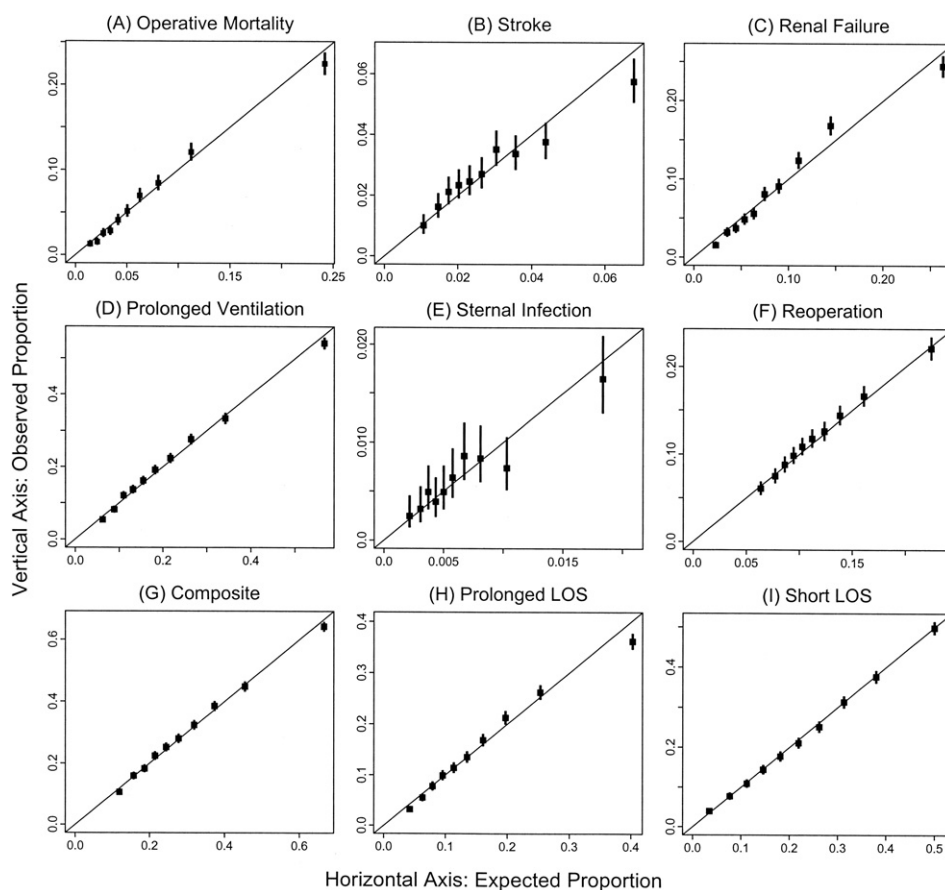 (A) Operative Mortality
(B) Stroke
(C) Renal Failure
0.0 0.10 0.20
0.0 0.05 0.15 0.25
0.0 0.02 0.04 0.06
0.0 0.02 0.04 0.06
0.0 0.10 0.20
0.0 0.10 0.20
(D) Prolonged Ventilation
(E) Sternal Infection
(F) Reoperation
0.0 0.2 0.4
0.0 0.2 0.4
0.0 0.010 0.020
0.0 0.005 0.015
0.0 0.10 0.20
0.0 0.05 0.15
(G) Composite
(H) Prolonged LOS
(I) Short LOS
0.0 0.2 0.4 0.6
0.0 0.2 0.4 0.6
0.0 0.1 0.2 0.3 0.4
0.0 0.1 0.2 0.3 0.4
0.0 0.2 0.4
0.0 0.1 0.2 0.3 0.4 0.5
Vertical Axis: Observed Proportion
Horizontal Axis: Expected Proportion